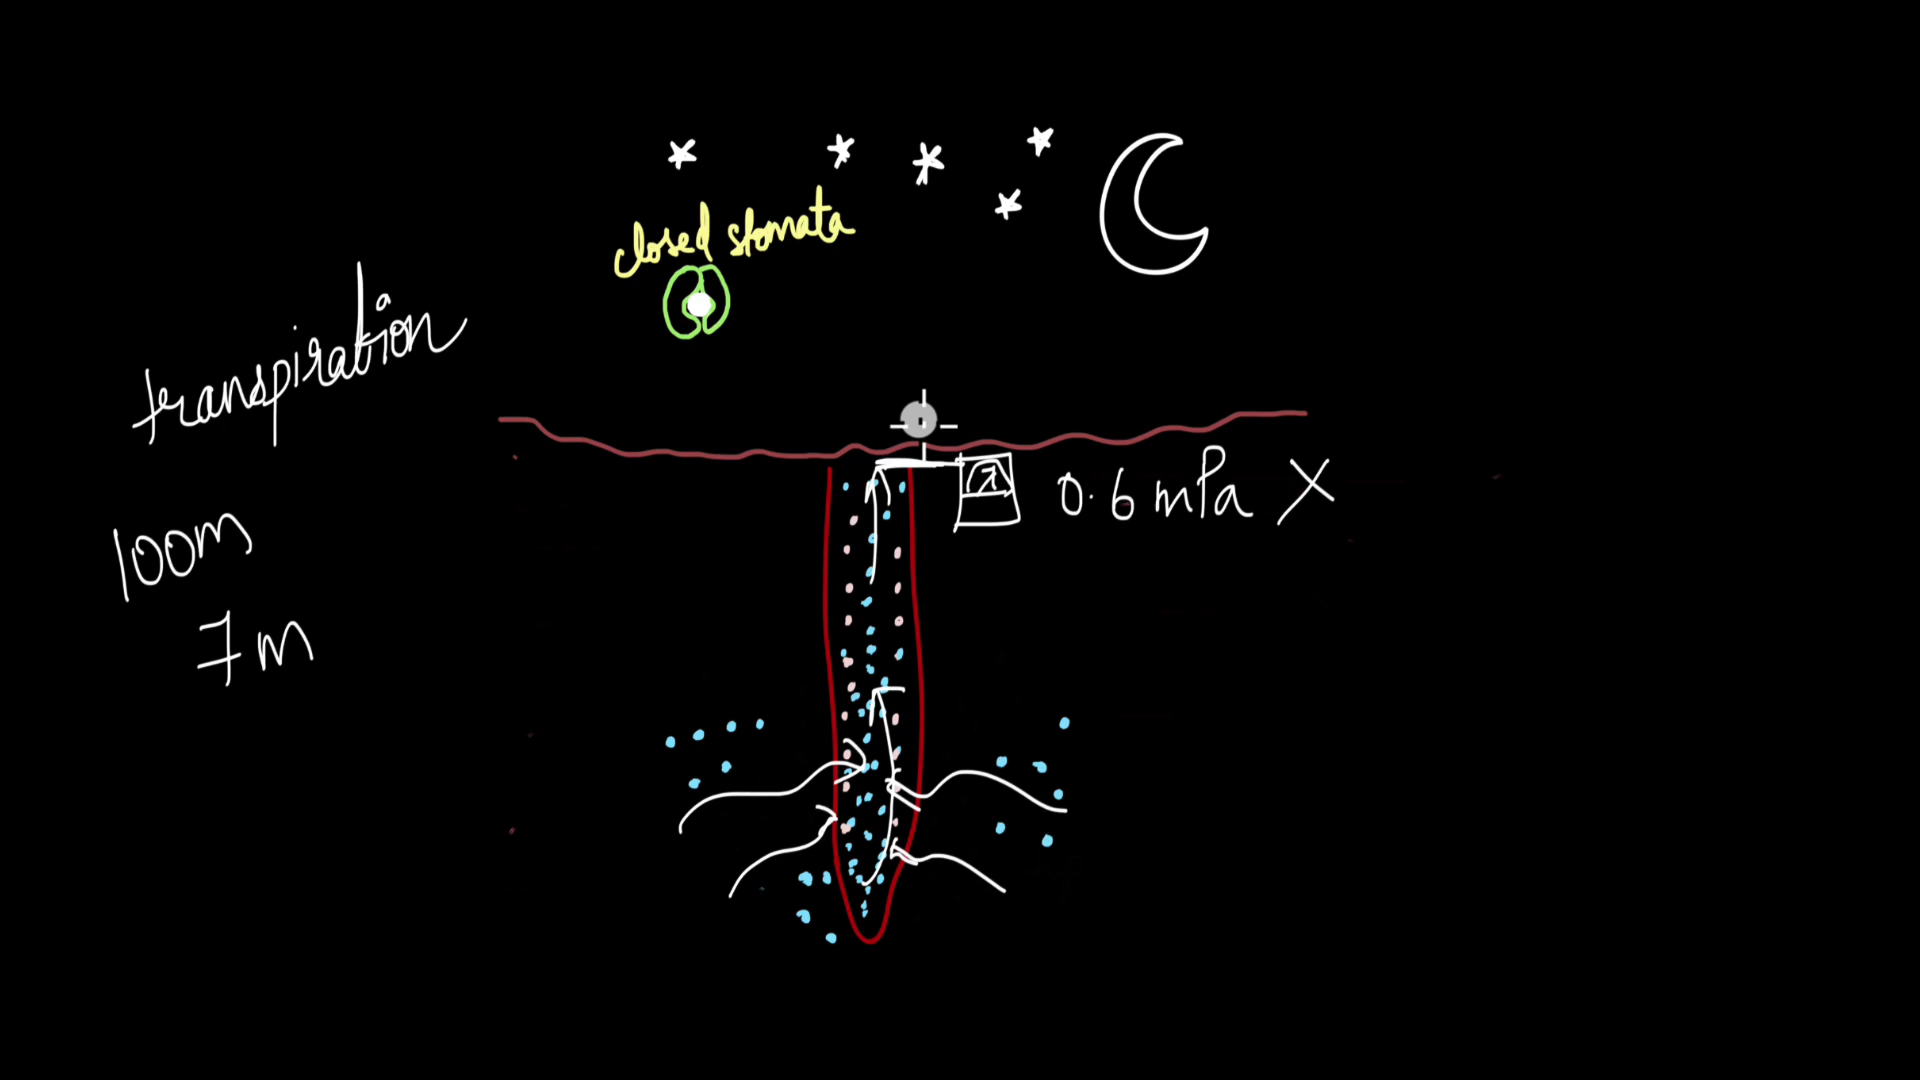 closed stomata
transpiration
0.6 mPa X
100m
7m